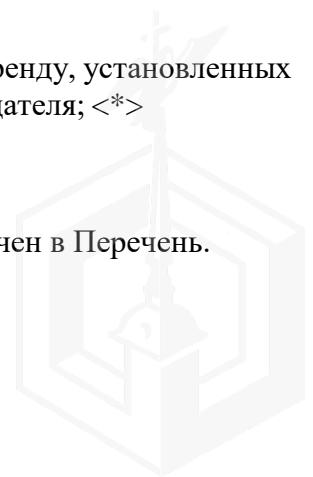 ренду, установленных
дателя; <*>
чен в Перечень.